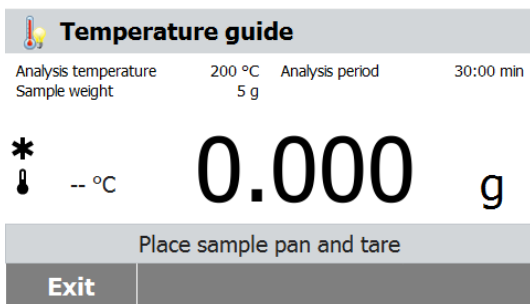 Temperature guide
Analysis temperature 200 °C Analysis period 30:00 min
Sample weight 5 g
-- °C 0.000 g
Place sample pan and tare
Exit